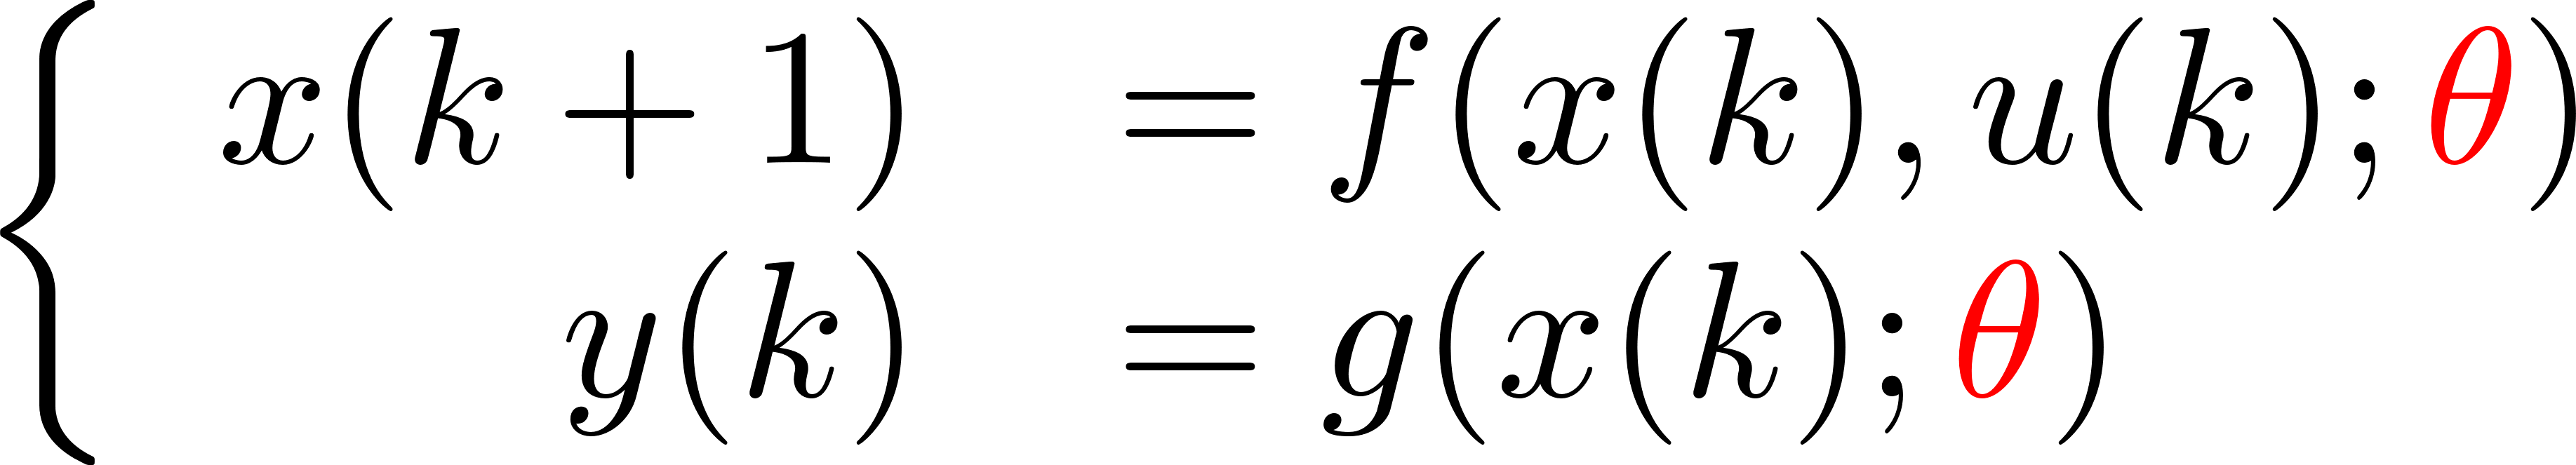 x(k + 1) = f(x(k), u(k); θ)
y(k) = g(x(k); θ)